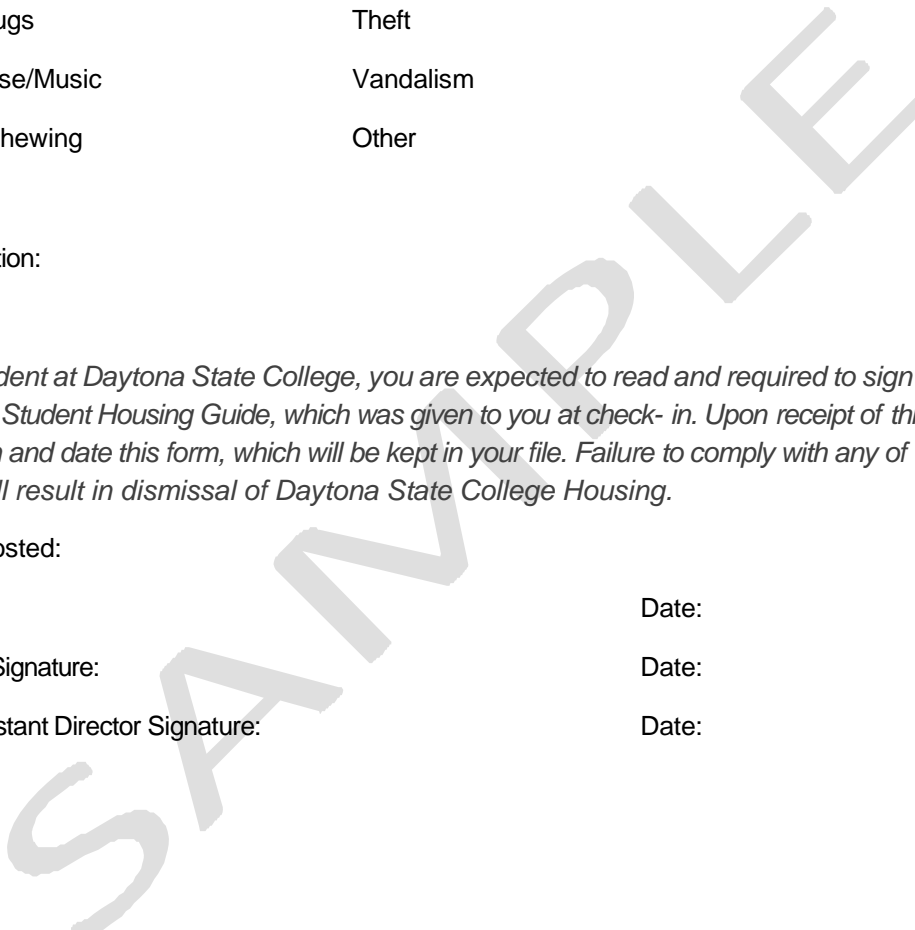 ugs Theft
se/Music Vandalism
hewing Other
tion:
dent at Daytona State College, you are expected to read and required to sign
Student Housing Guide, which was given to you at check- in. Upon receipt of thi
n and date this form, which will be kept in your file. Failure to comply with any of
ll result in dismissal of Daytona State College Housing.
osted:
Date:
Signature: Date:
stant Director Signature: Date:
SAMPLE